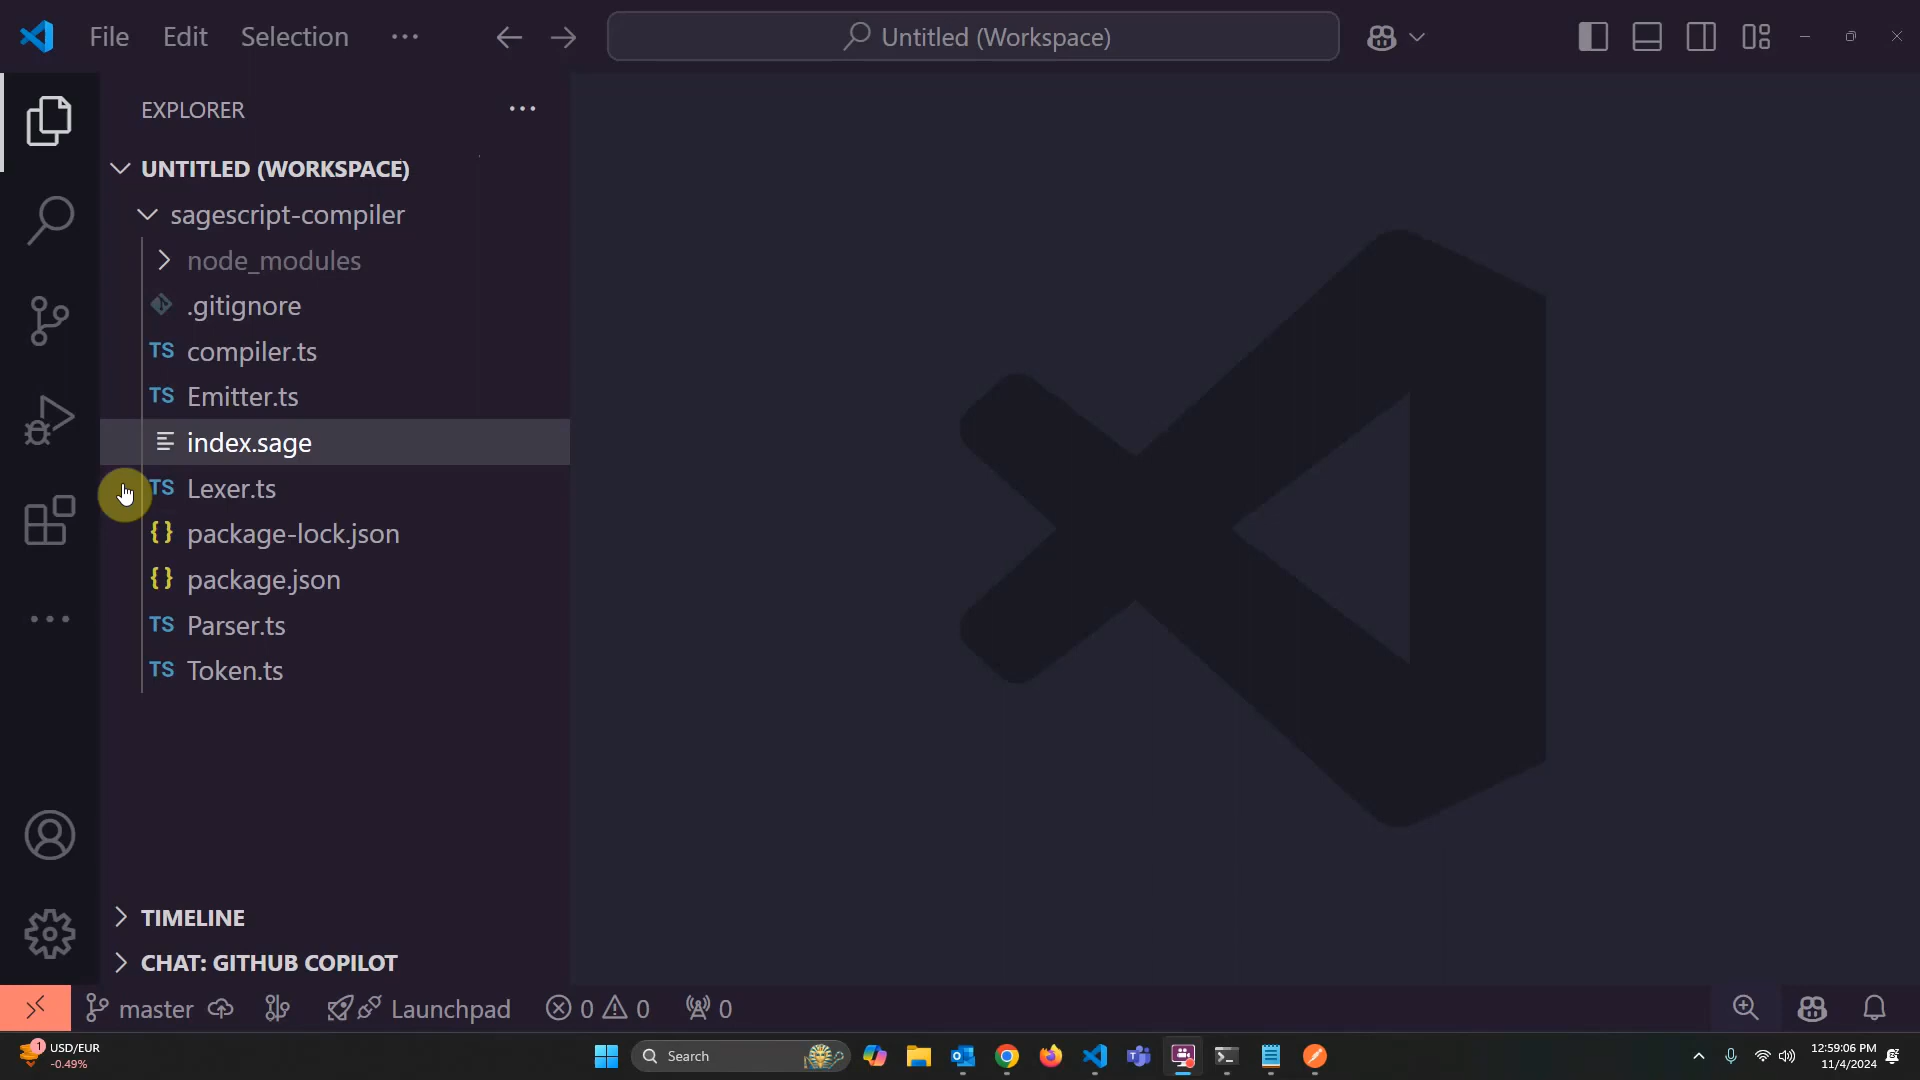 File Edit Selection ···
Untitled (Workspace)
EXPLORER ···
UNTITLED (WORKSPACE)
sagescript-compiler
node_modules
.gitignore
TS compiler.ts
TS Emitter.ts
index.sage
TS Lexer.ts
{} package-lock.json
{} package.json
TS Parser.ts
TS Token.ts
TIMELINE
CHAT: GITHUB COPILOT
master Launchpad 0 0 0
1 USD/EUR
-0.49%
Search
12:59:06 PM
11/4/2024